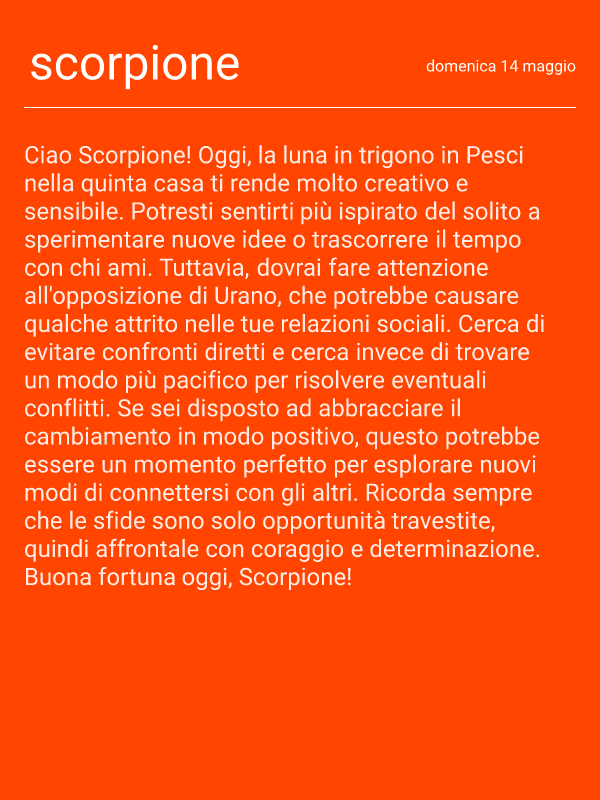 scorpione
domenica 14 maggio
Ciao Scorpione! Oggi, la luna in trigono in Pesci
nella quinta casa ti rende molto creativo e
sensibile. Potresti sentirti più ispirato del solito a
sperimentare nuove idee o trascorrere il tempo
con chi ami. Tuttavia, dovrai fare attenzione
all'opposizione di Urano, che potrebbe causare
qualche attrito nelle tue relazioni sociali. Cerca di
evitare confronti diretti e cerca invece di trovare
un modo più pacifico per risolvere eventuali
conflitti. Se sei disposto ad abbracciare il
cambiamento in modo positivo, questo potrebbe
essere un momento perfetto per esplorare nuovi
modi di connettersi con gli altri. Ricorda sempre
che le sfide sono solo opportunità travestite,
quindi affrontale con coraggio e determinazione.
Buona fortuna oggi, Scorpione!